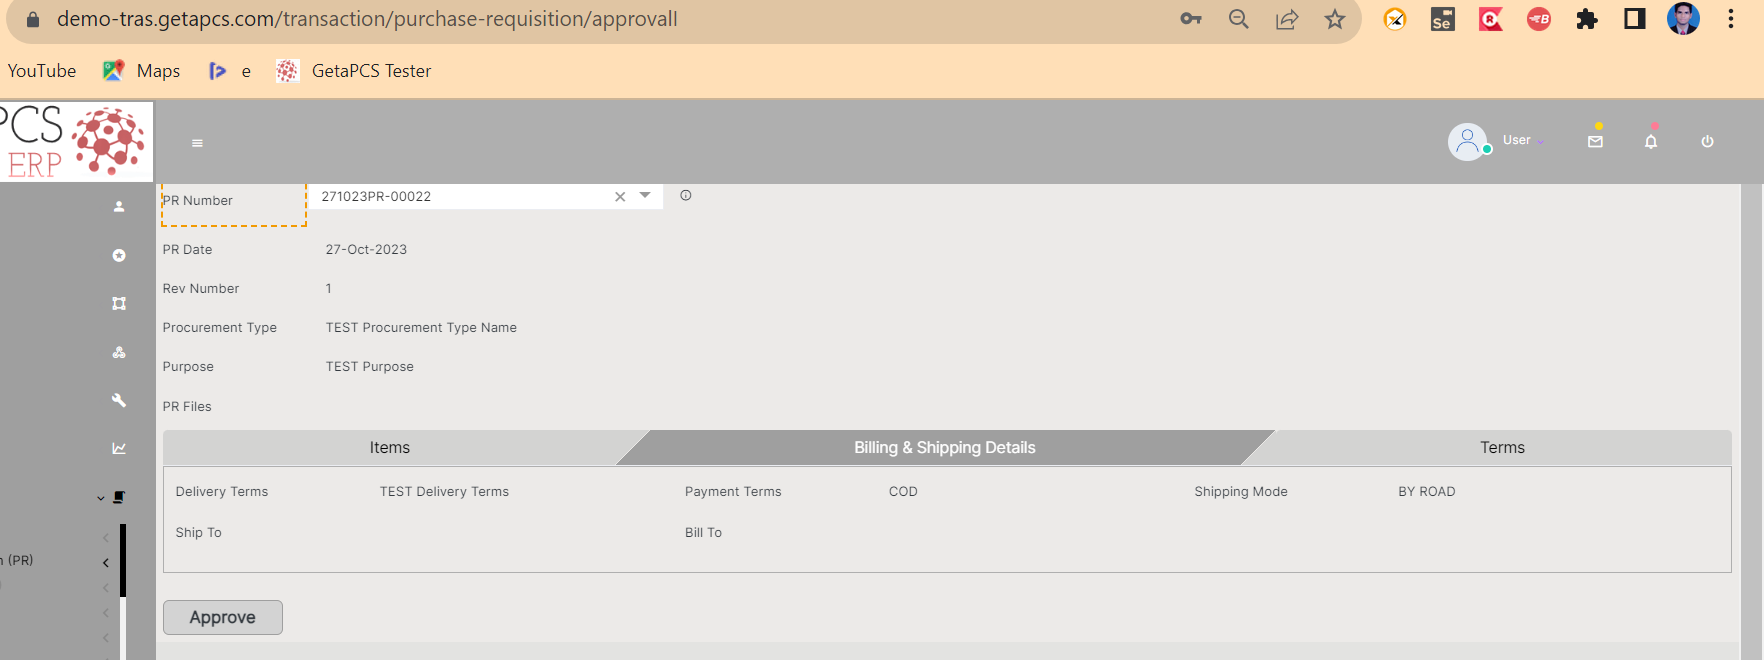 demo-tras.getapcs.com/transaction/purchase-requisition/approvall
Se
B
YouTube
Maps
e
GetaPCS Tester
PCS
ERP
User
PR Number
271023PR-00022
PR Date
27-Oct-2023
Rev Number
1
Procurement Type
TEST Procurement Type Name
Purpose
TEST Purpose
PR Files
Items
Billing & Shipping Details
Terms
Delivery Terms
TEST Delivery Terms
Payment Terms
COD
Shipping Mode
BY ROAD
Ship To
Bill To
n (PR)
)
Approve